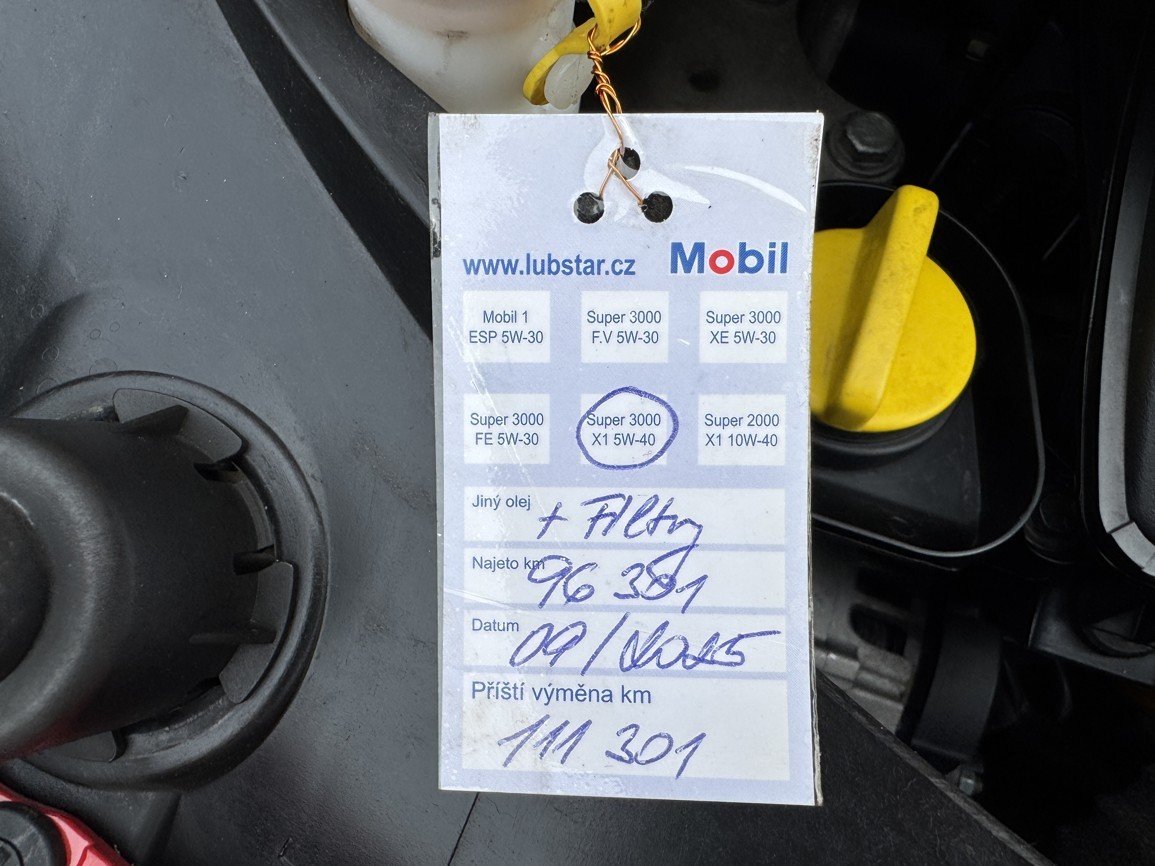 www.lubstar.cz Mobil
Mobil 1 Super 3000 Super 3000
ESP 5W-30 F.V 5W-30 XE 5W-30
Super 3000 Super 3000 Super 2000
FE 5W-30 X1 5W-40 X1 10W-40
Jiný olej + Filtry
Najeto km 96 301
Datum 09/2025
Příští výměna km
111 301